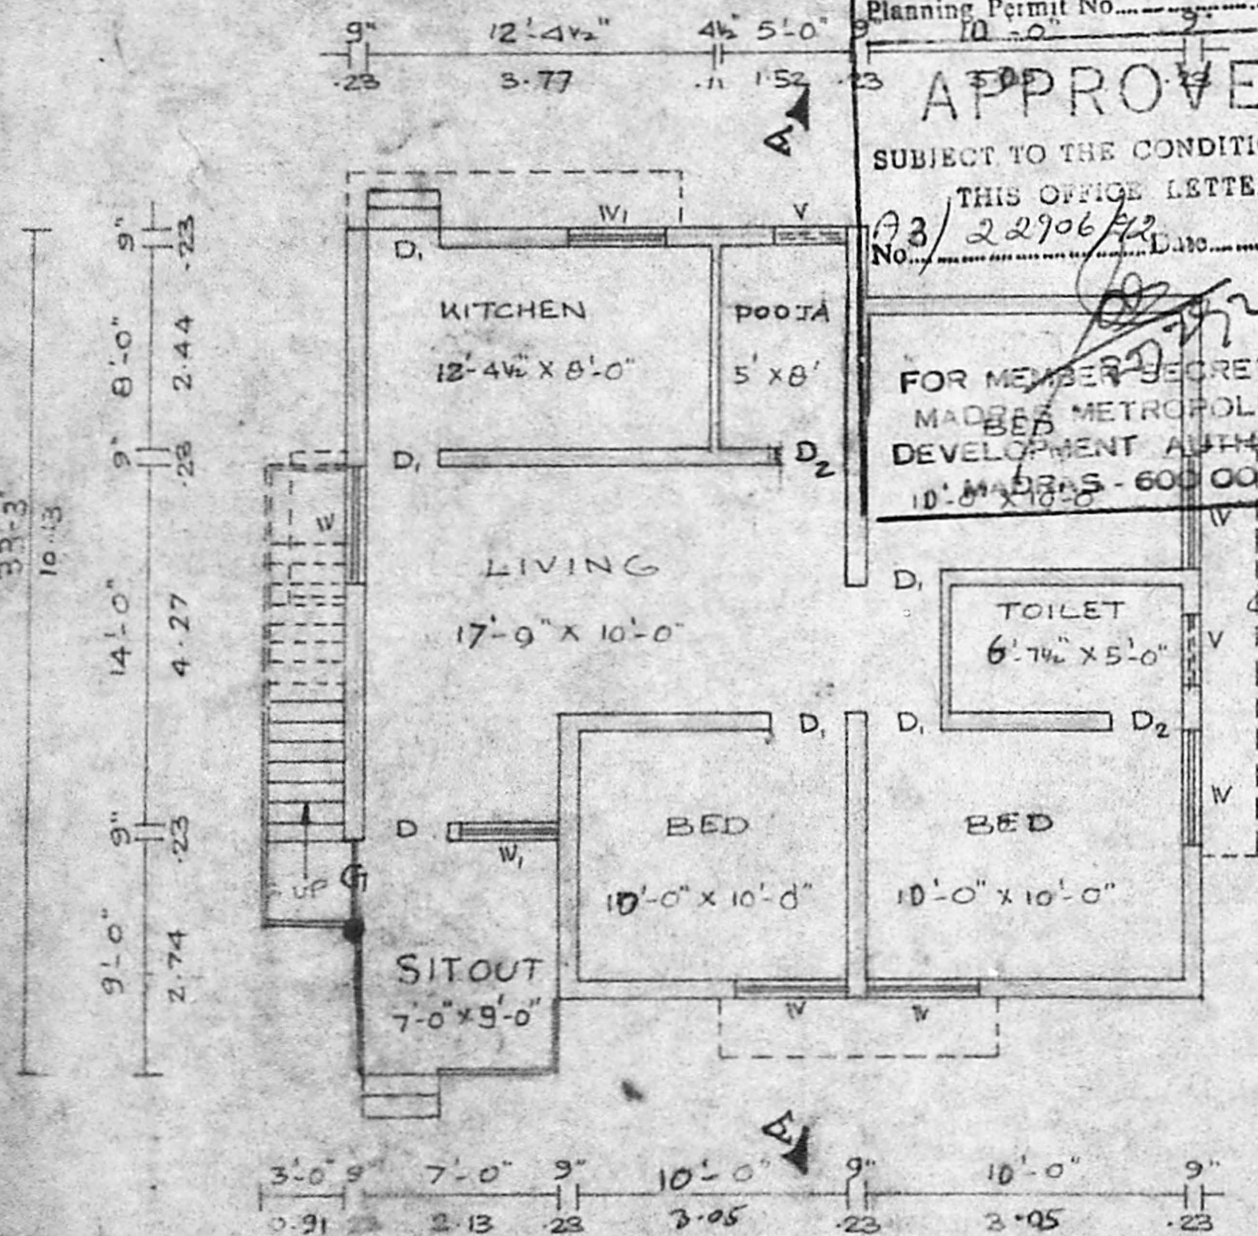 Planning Permit No.
9" 12'-4½" 4½ 5'-0" 9" 10'-0" 9"
.23 3.77 .11 1.52 .23
APPROVE
SUBJECT TO THE CONDITI
THIS OFFICE LETTE
No. A3/22906/92 Date
A
W1 V
D1
KITCHEN POOJA
12'-4½" X 8'-0" 5' X 8'
FOR MEMBER SECRE
MADRAS METROPOL
BED
DEVELOPMENT AUTH
MADRAS - 600 00
10'-0" X 10'-0"
D1 D2
W W
LIVING
17'-9" X 10'-0"
D1
TOILET
6'-7½" X 5'-0"
V
D1 D1 D2
W
D W1
BED BED
10'-0" X 10'-0" 10'-0" X 10'-0"
UP G
SITOUT
7'-0" X 9'-0"
W W
A
9" .23
8'-0" 2.44
9" .23
33'-3" 10.13
14'-0" 4.27
9" .23
9'-0" 2.74
3'-0" 9" 7'-0" 9" 10'-0" 9" 10'-0" 9"
0.91 .23 2.13 .23 3.05 .23 3.05 .23